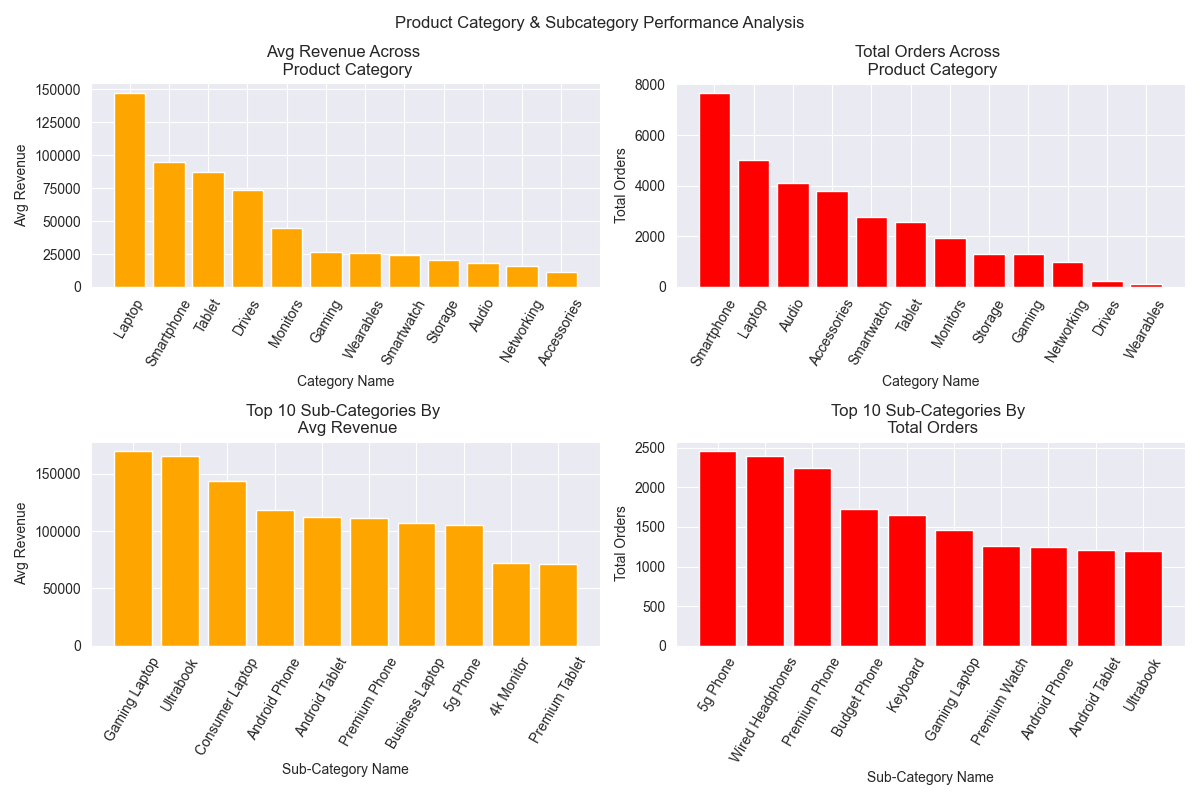 Product Category & Subcategory Performance Analysis
Avg Revenue Across
Product Category
150000
125000
100000
75000
50000
25000
0
Avg Revenue
Laptop
Smartphone
Tablet
Drives
Monitors
Gaming
Wearables
Smartwatch
Storage
Audio
Networking
Accessories
Category Name
Total Orders Across
Product Category
8000
6000
4000
2000
0
Total Orders
Smartphone
Laptop
Audio
Accessories
Smartwatch
Tablet
Monitors
Storage
Gaming
Networking
Drives
Wearables
Category Name
Top 10 Sub-Categories By
Avg Revenue
150000
100000
50000
0
Avg Revenue
Gaming Laptop
Ultrabook
Consumer Laptop
Android Phone
Android Tablet
Premium Phone
Business Laptop
5g Phone
4k Monitor
Premium Tablet
Sub-Category Name
Top 10 Sub-Categories By
Total Orders
2500
2000
1500
1000
500
0
Total Orders
5g Phone
Wired Headphones
Premium Phone
Budget Phone
Keyboard
Gaming Laptop
Premium Watch
Android Phone
Android Tablet
Ultrabook
Sub-Category Name